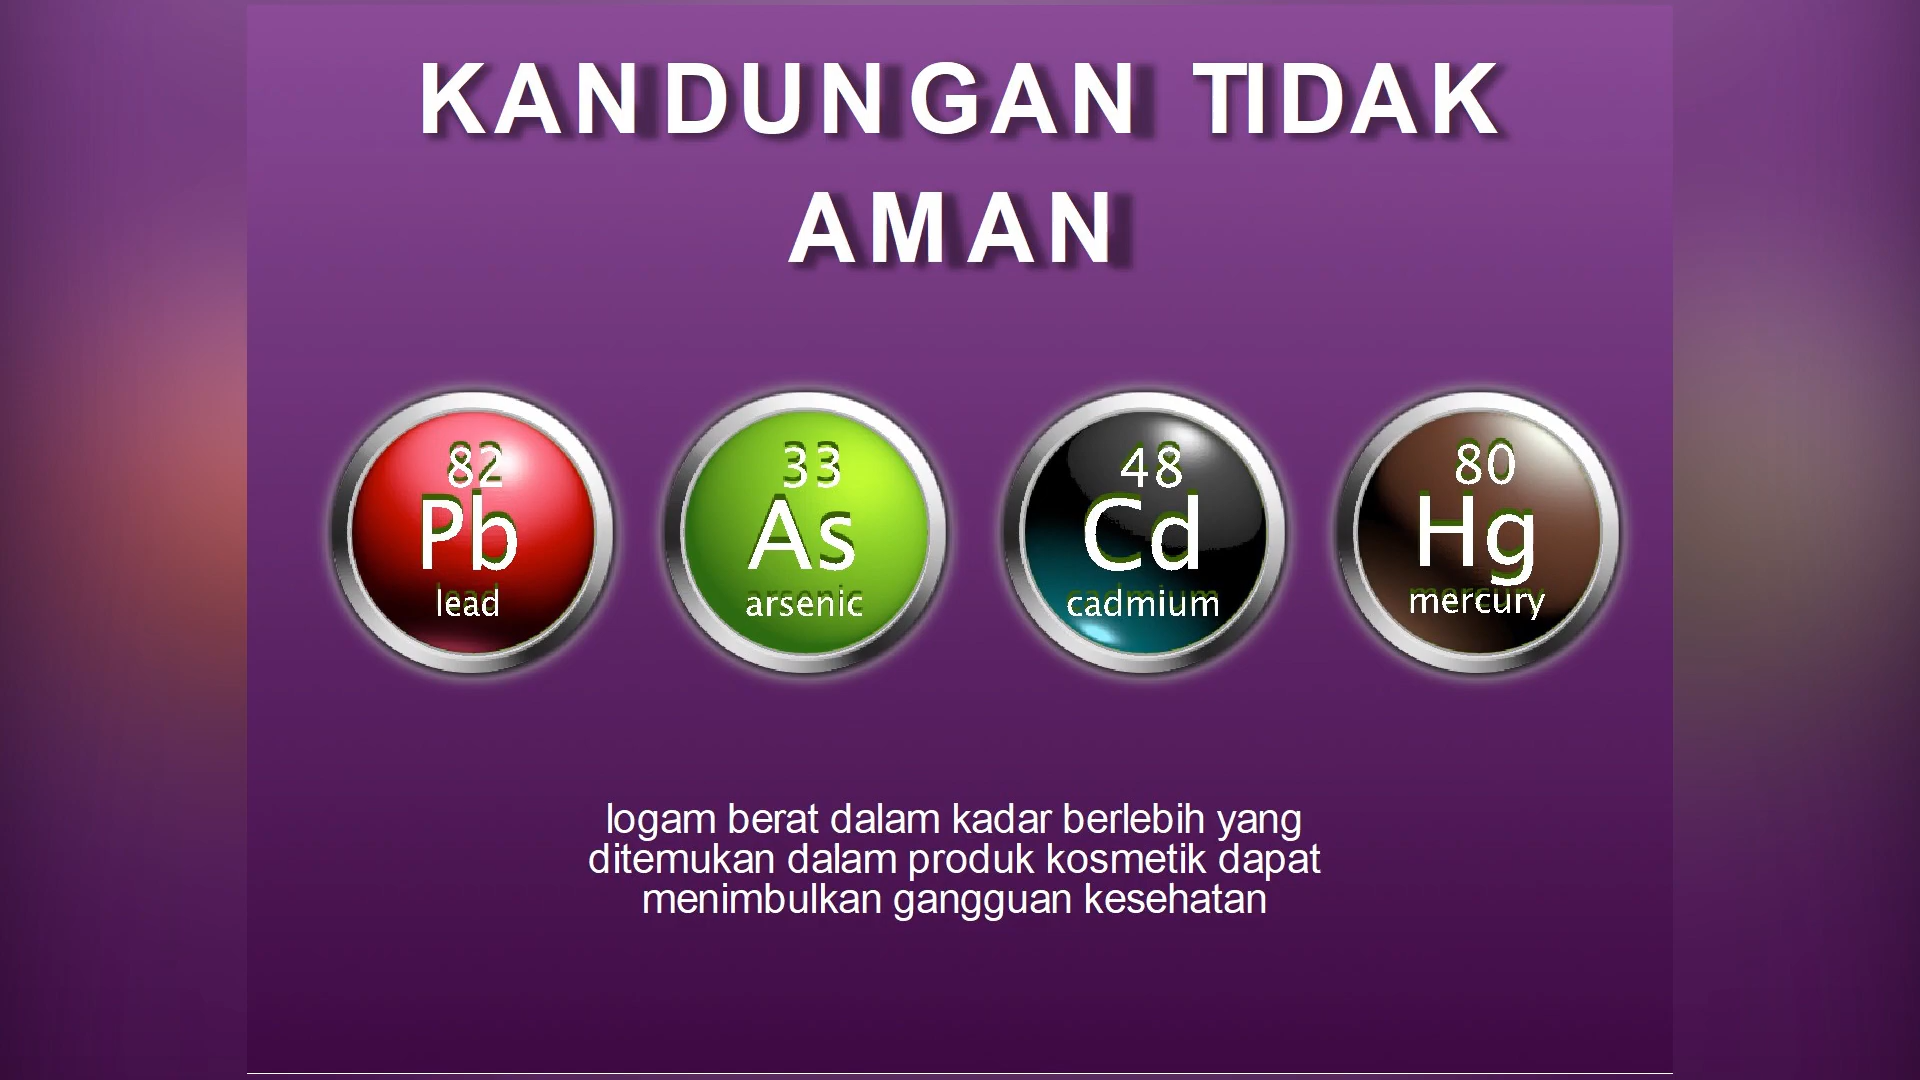 KANDUNGAN TIDAK
AMAN
82
Pb
lead
33
As
arsenic
48
Cd
cadmium
80
Hg
mercury
logam berat dalam kadar berlebih yang
ditemukan dalam produk kosmetik dapat
menimbulkan gangguan kesehatan